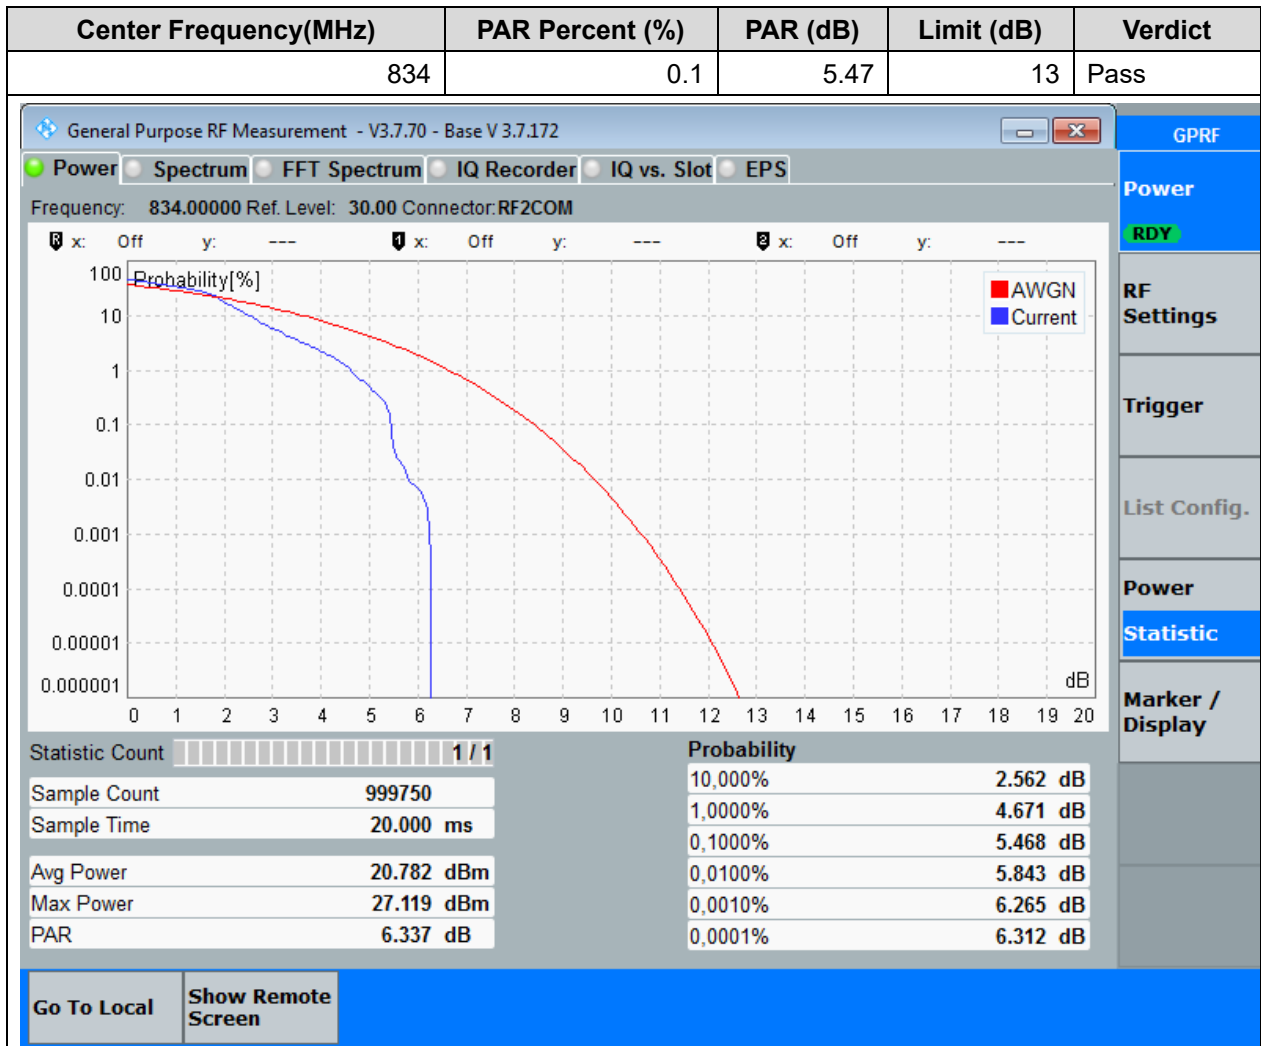 Center Frequency(MHz) PAR Percent (%) PAR (dB) Limit (dB) Verdict
834 0.1 5.47 13 Pass
General Purpose RF Measurement - V3.7.70 - Base V 3.7.172
GPRF
Power Spectrum FFT Spectrum IQ Recorder IQ vs. Slot EPS
Power
RDY
Frequency: 834.00000 Ref. Level: 30.00 Connector: RF2COM
R x: Off y: --- 1 x: Off y: --- 2 x: Off y: ---
Probability[%]
100
10
1
0.1
0.01
0.001
0.0001
0.00001
0.000001
AWGN
Current
dB
0 1 2 3 4 5 6 7 8 9 10 11 12 13 14 15 16 17 18 19 20
RF
Settings
Trigger
List Config.
Power
Statistic
Marker /
Display
Statistic Count 1 / 1
Sample Count 999750
Sample Time 20.000 ms
Avg Power 20.782 dBm
Max Power 27.119 dBm
PAR 6.337 dB
Probability
10,000% 2.562 dB
1,0000% 4.671 dB
0,1000% 5.468 dB
0,0100% 5.843 dB
0,0010% 6.265 dB
0,0001% 6.312 dB
Go To Local
Show Remote
Screen